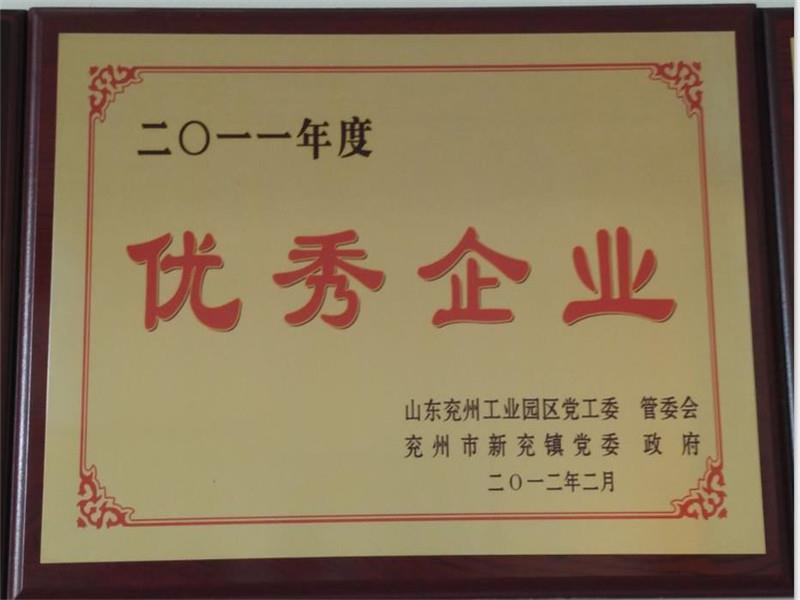 二〇一一年度
优秀企业
山东兖州工业园区党工委 管委会
兖州市新兖镇党委 政府
二〇一二年二月